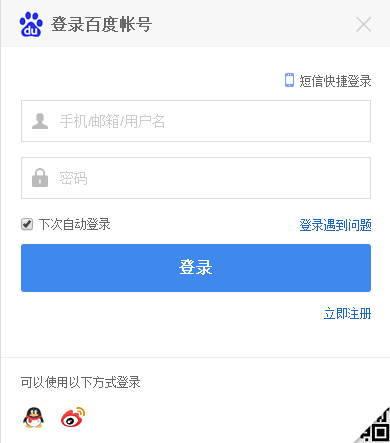 du 登录百度帐号
短信快捷登录
手机/邮箱/用户名
密码
下次自动登录 登录遇到问题
登录
立即注册
可以使用以下方式登录